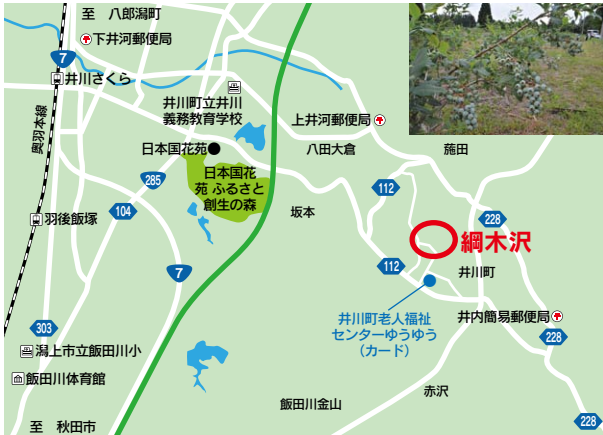 至 八郎潟町
下井河郵便局
7
井川さくら
井川町立井川
義務教育学校
上井河郵便局
奥羽本線
日本国花苑
八田大倉
葹田
285
日本国花
苑 ふるさと
創生の森
112
104
坂本
228
羽後飯塚
綱木沢
7
112
井川町
井川町老人福祉
センターゆうゆう
(カード)
井内簡易郵便局
303
228
潟上市立飯田川小
飯田川体育館
赤沢
飯田川金山
228
至 秋田市